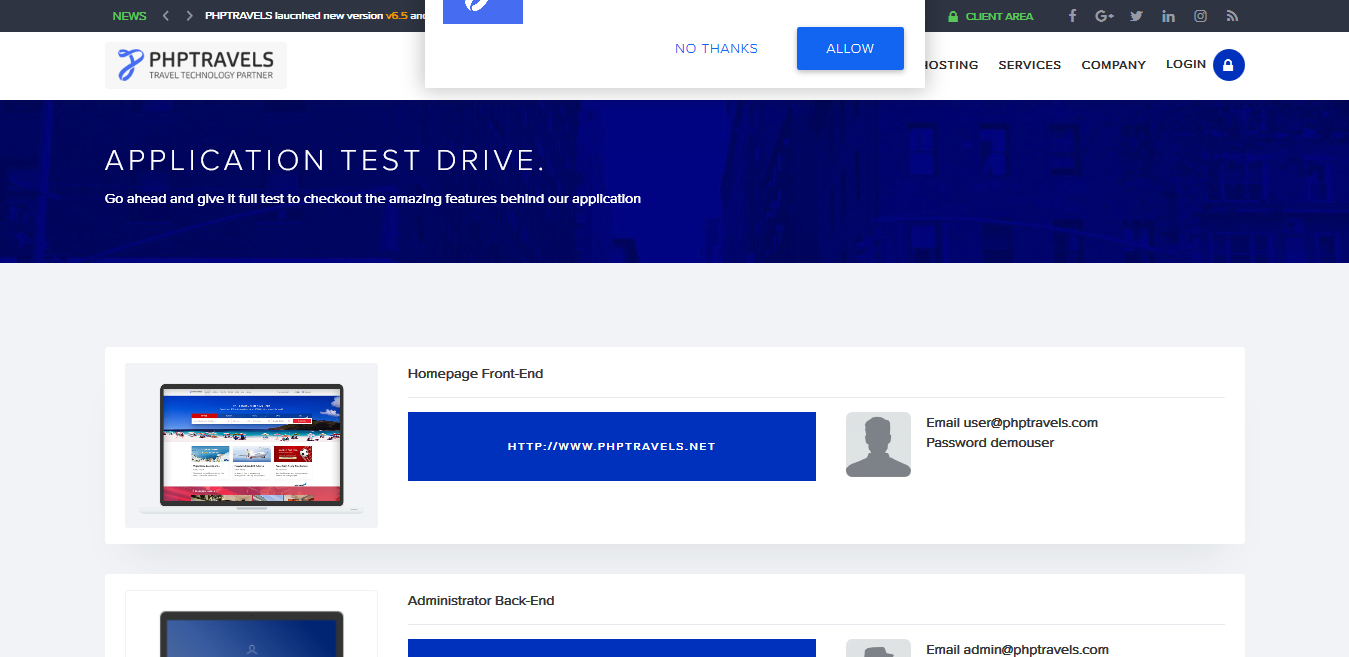 NEWS
PHPTRAVELS laucnhed new version v6.5 and
CLIENT AREA
NO THANKS
ALLOW
PHPTRAVELS
TRAVEL TECHNOLOGY PARTNER
HOSTING
SERVICES
COMPANY
LOGIN
APPLICATION TEST DRIVE.
Go ahead and give it full test to checkout the amazing features behind our application
Homepage Front-End
HTTP://WWW.PHPTRAVELS.NET
Email user@phptravels.com
Password demouser
Administrator Back-End
Email admin@phptravels.com